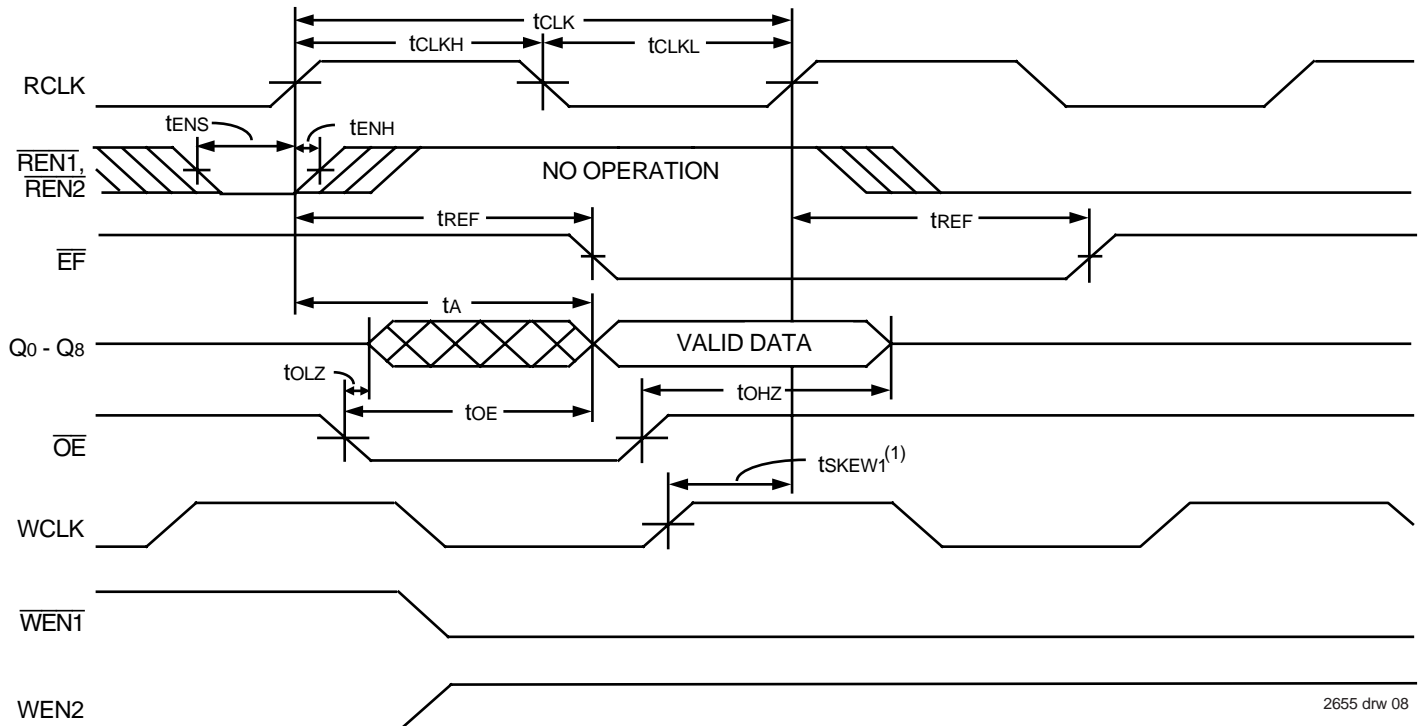 tCLK
tCLKH
tCLKL
RCLK
tENS
tENH
REN1,
REN2
NO OPERATION
tREF
tREF
EF
tA
Q0 - Q8
VALID DATA
tOLZ
tOHZ
tOE
OE
tSKEW1(1)
WCLK
WEN1
WEN2
2655 drw 08